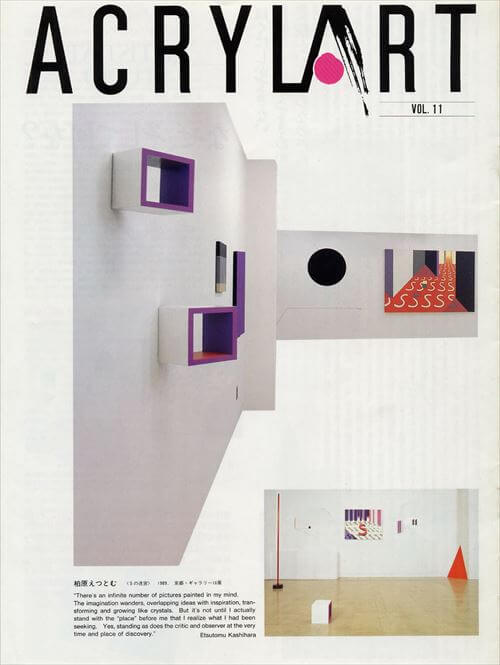 ACRYLART
VOL. 11
S S S S S S
S
柏原えつとむ 〈Sの迷宮〉 1989. 京都・ギャラリー16展
"There's an infinite number of pictures painted in my mind.
The imagination wanders, overlapping ideas with inspiration, tran-
sforming and growing like crystals. But it's not until I actually
stand with the "place" before me that I realize what I had been
seeking. Yes, standing as does the critic and observer at the very
time and place of discovery."
Etsutomu Kashihara